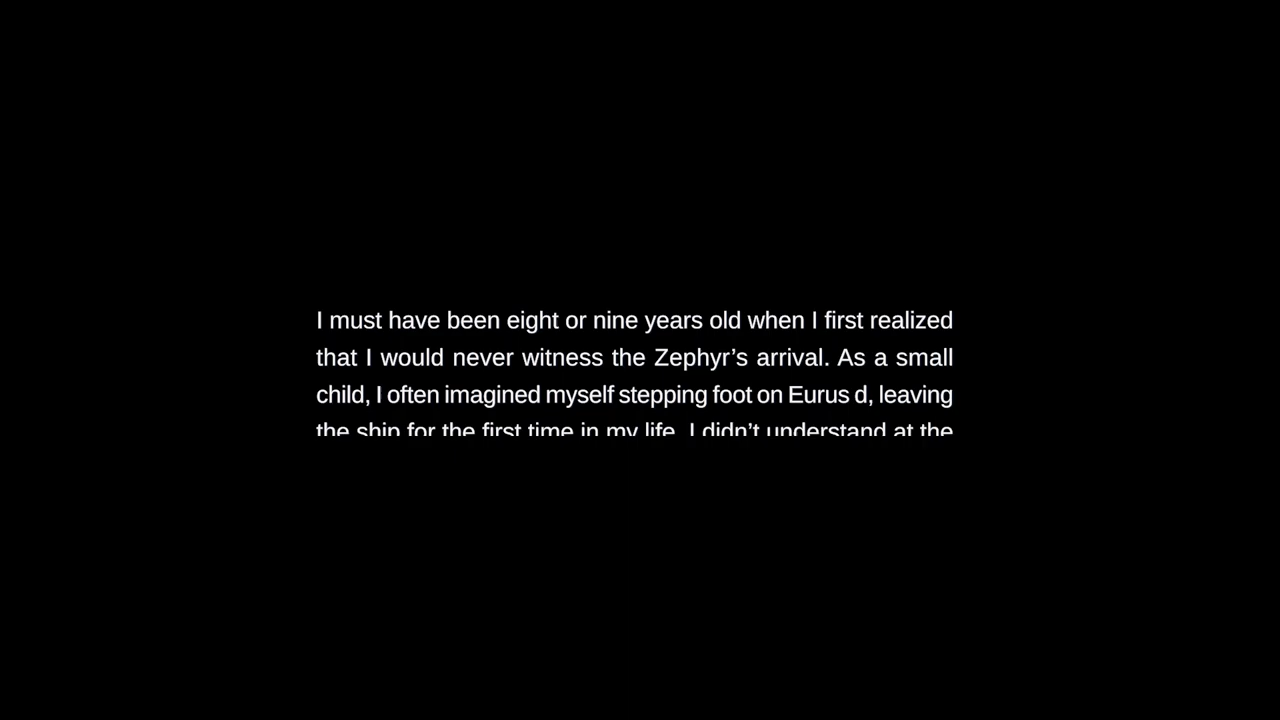 I must have been eight or nine years old when I first realized
that I would never witness the Zephyr’s arrival. As a small
child, I often imagined myself stepping foot on Eurus d, leaving
the ship for the first time in my life. I didn’t understand at the